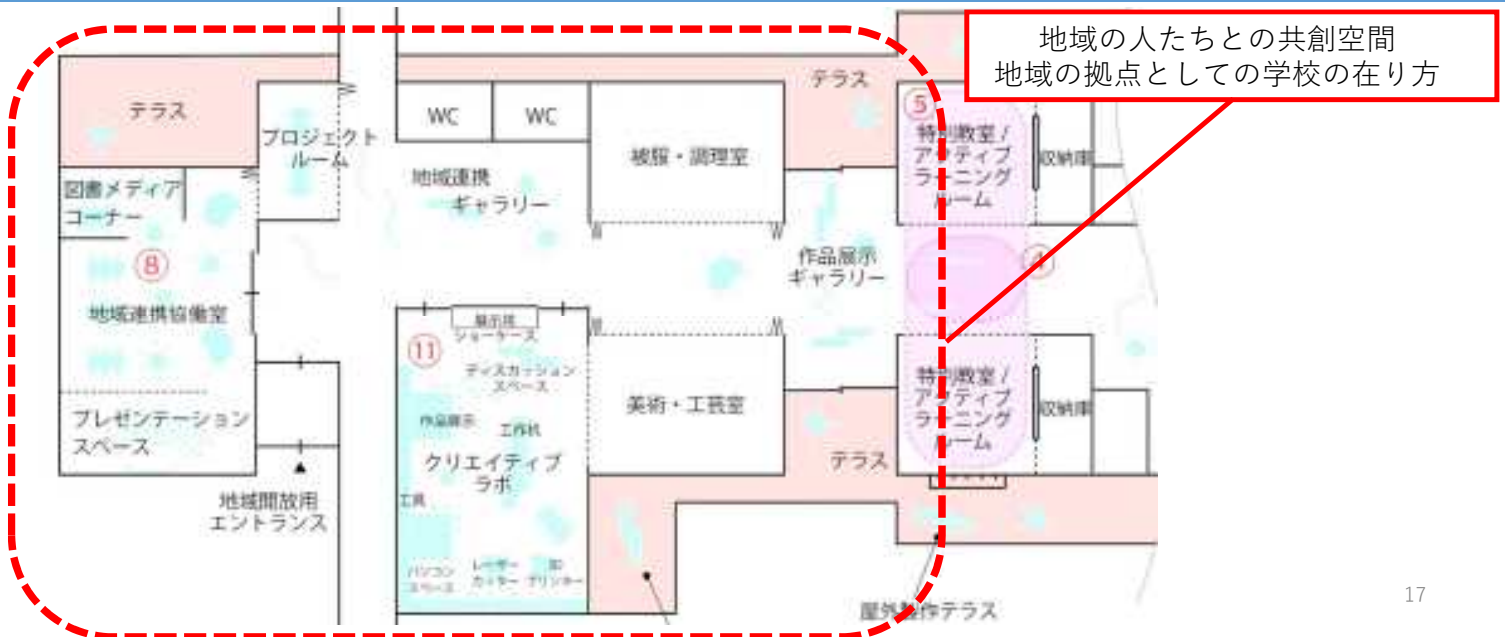 地域の人たちとの共創空間
地域の拠点としての学校の在り方
テラス
プロジェクト
ルーム
WC
WC
被服・調理室
テラス
⑤
特別教室 /
アクティブ
ラーニング
ルーム
収納庫
図書メディア
コーナー
地域連携
ギャラリー
⑧
地域連携協働室
作品展示
ギャラリー
④
プレゼンテーション
スペース
地域開放用
エントランス
⑪
展示用
ショーケース
ディスカッション
スペース
作品展示
工作机
クリエイティブ
ラボ
工具
パソコン
スペース
レーザー
カッター
3D
プリンター
美術・工芸室
テラス
特別教室 /
アクティブ
ラーニング
ルーム
収納庫
屋外製作テラス
17